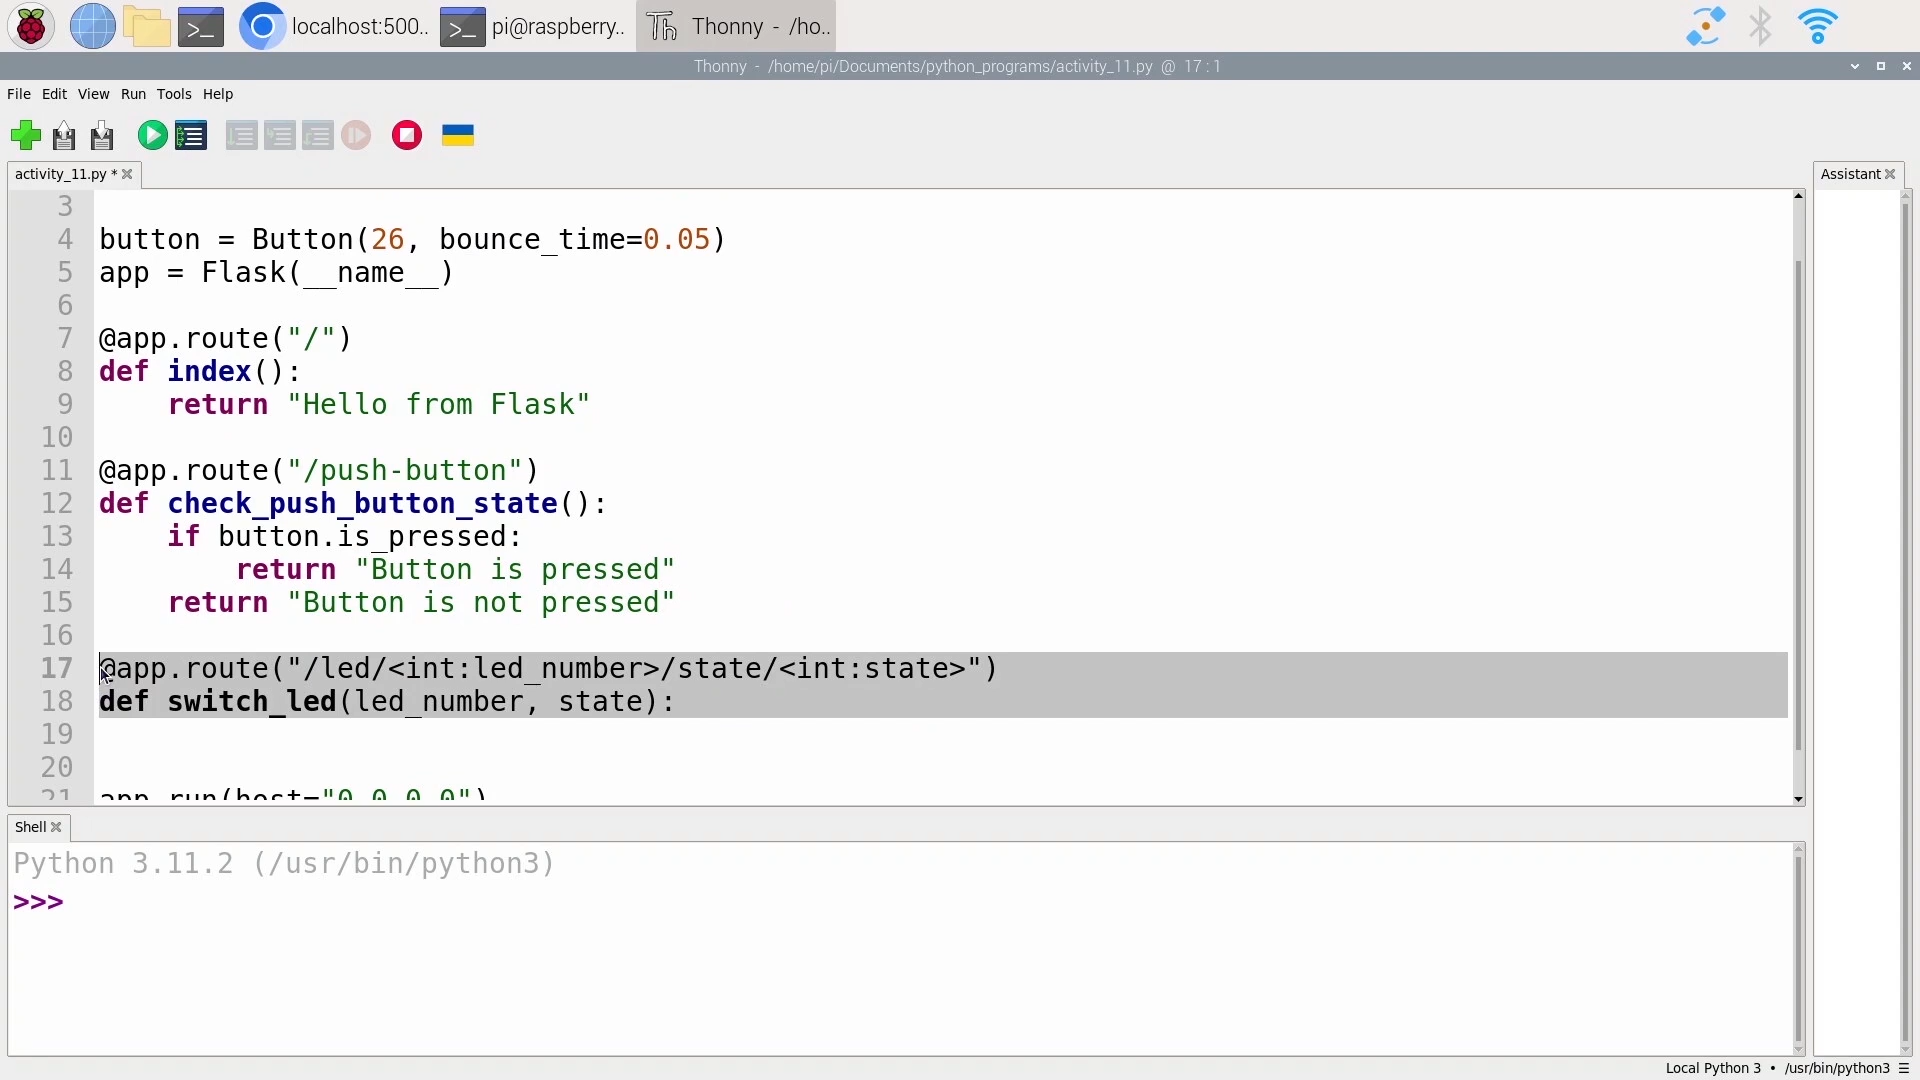 localhost:500..
pi@raspberry..
Thonny - /ho..
Thonny - /home/pi/Documents/python_programs/activity_11.py @ 17 : 1
File Edit View Run Tools Help
activity_11.py *
Assistant
3
4 button = Button(26, bounce_time=0.05)
5 app = Flask(__name__)
6
7 @app.route("/")
8 def index():
9     return "Hello from Flask"
10
11 @app.route("/push-button")
12 def check_push_button_state():
13     if button.is_pressed:
14         return "Button is pressed"
15     return "Button is not pressed"
16
17 @app.route("/led/<int:led_number>/state/<int:state>")
18 def switch_led(led_number, state):
19
20
21 app.run(host="0.0.0.0")
Shell
Python 3.11.2 (/usr/bin/python3)
>>>
Local Python 3 • /usr/bin/python3